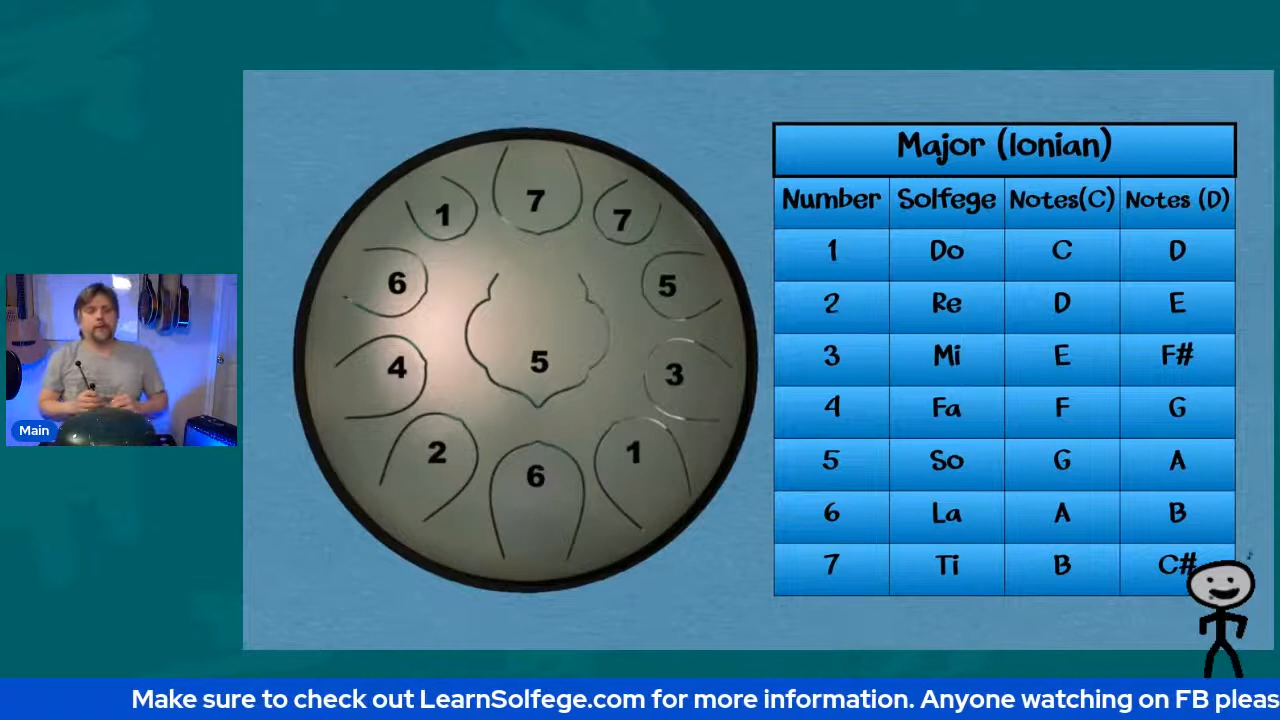 Major (Ionian)
Number Solfege Notes(C) Notes (D)
1 Do C D
2 Re D E
3 Mi E F#
4 Fa F G
5 So G A
6 La A B
7 Ti B C#
7
1
7
6
5
4
5
3
2
6
1
Main
Make sure to check out LearnSolfege.com for more information. Anyone watching on FB pleas